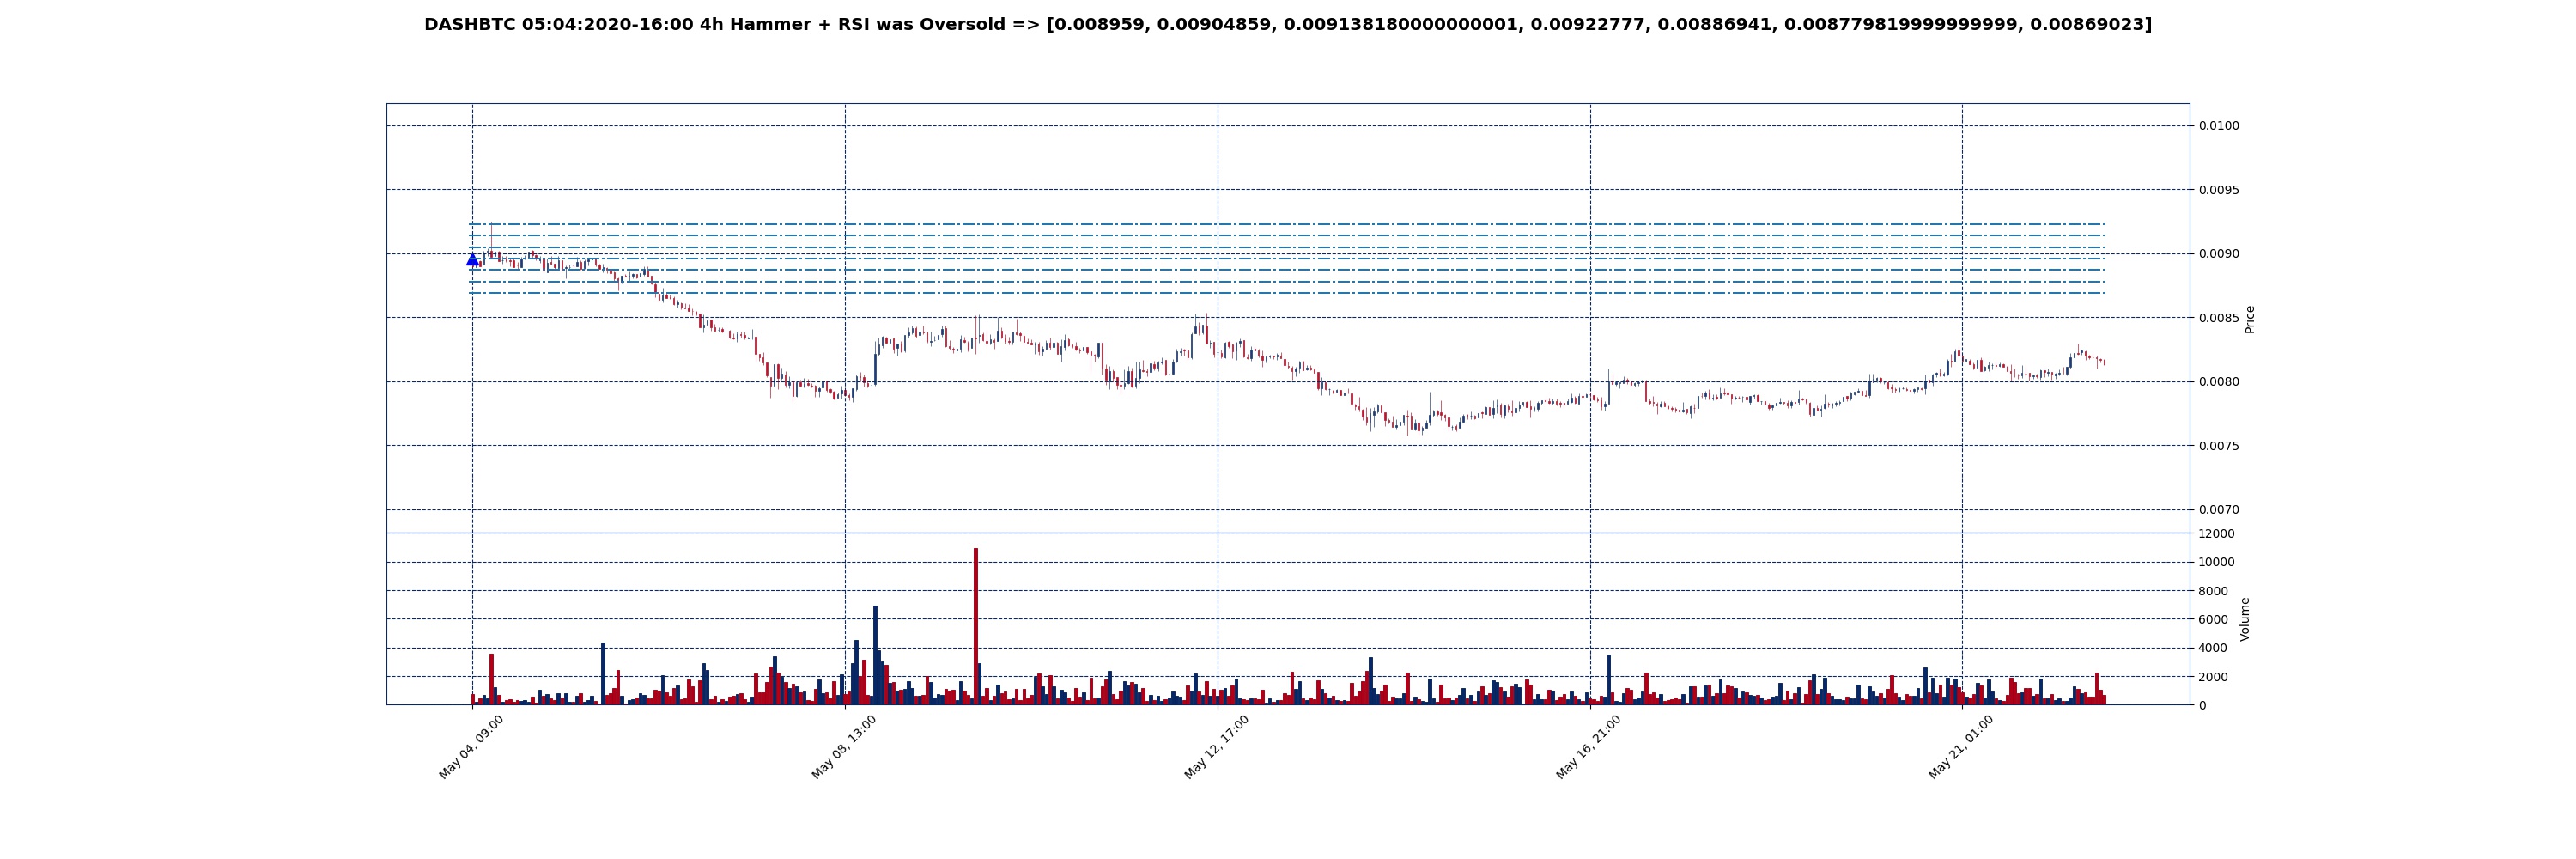 DASHBTC 05:04:2020-16:00 4h Hammer + RSI was Oversold => [0.008959, 0.00904859, 0.009138180000000001, 0.00922777, 0.00886941, 0.008779819999999999, 0.00869023]
0.0100
0.0095
0.0090
0.0085
0.0080
0.0075
0.0070
Price
12000
10000
8000
6000
4000
2000
0
Volume
May 04, 09:00
May 08, 13:00
May 12, 17:00
May 16, 21:00
May 21, 01:00